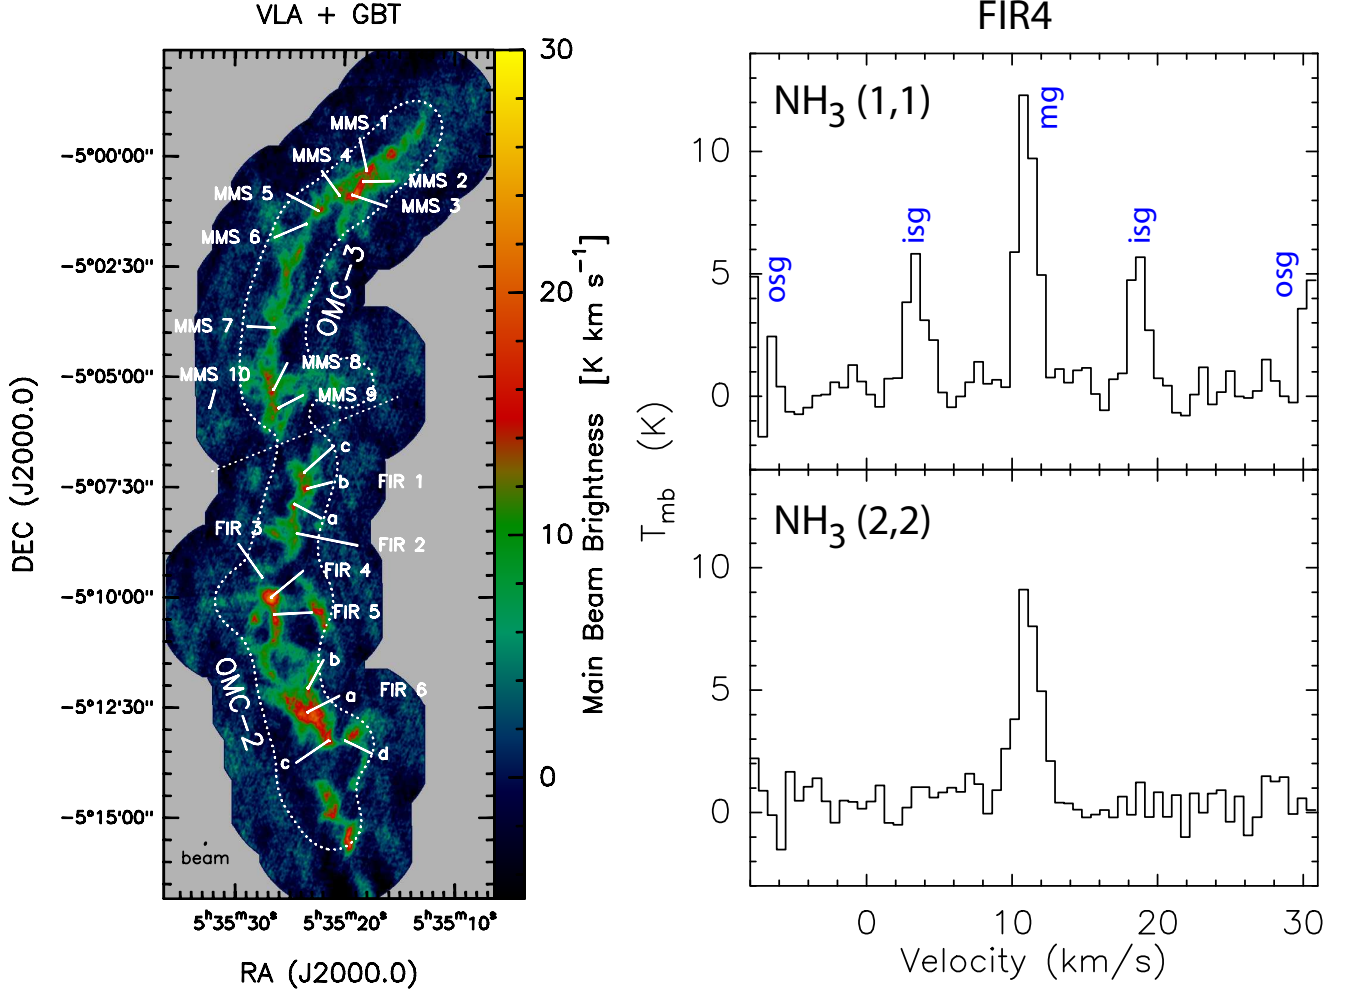 VLA + GBT
MMS 1
MMS 4
MMS 5
MMS 2
MMS 3
MMS 6
OMC-3
MMS 7
MMS 8
MMS 10
MMS 9
c
b
FIR 1
a
FIR 3
FIR 2
FIR 4
FIR 5
OMC-2
b
a
FIR 6
c
d
beam
-5°00'00"
-5°02'30"
-5°05'00"
-5°07'30"
-5°10'00"
-5°12'30"
-5°15'00"
DEC (J2000.0)
5ʰ35ᵐ30ˢ 5ʰ35ᵐ20ˢ 5ʰ35ᵐ10ˢ
RA (J2000.0)
30
20
10
0
Main Beam Brightness [K km s⁻¹]
FIR4
NH₃ (1,1)
mg
isg
isg
osg
osg
10
5
0
T_mb (K)
NH₃ (2,2)
10
5
0
0 10 20 30
Velocity (km/s)